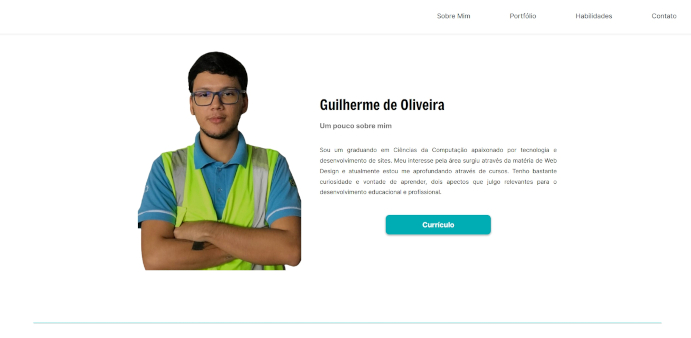 Sobre Mim Portfólio Habilidades Contato
Guilherme de Oliveira
Um pouco sobre mim
Sou um graduando em Ciências da Computação apaixonado por tecnologia e
desenvolvimento de sites. Meu interesse pela área surgiu através da matéria de Web
Design e atualmente estou me aprofundando através de cursos. Tenho bastante
curiosidade e vontade de aprender, dois apectos que julgo relevantes para o
desenvolvimento educacional e profissional.
Currículo